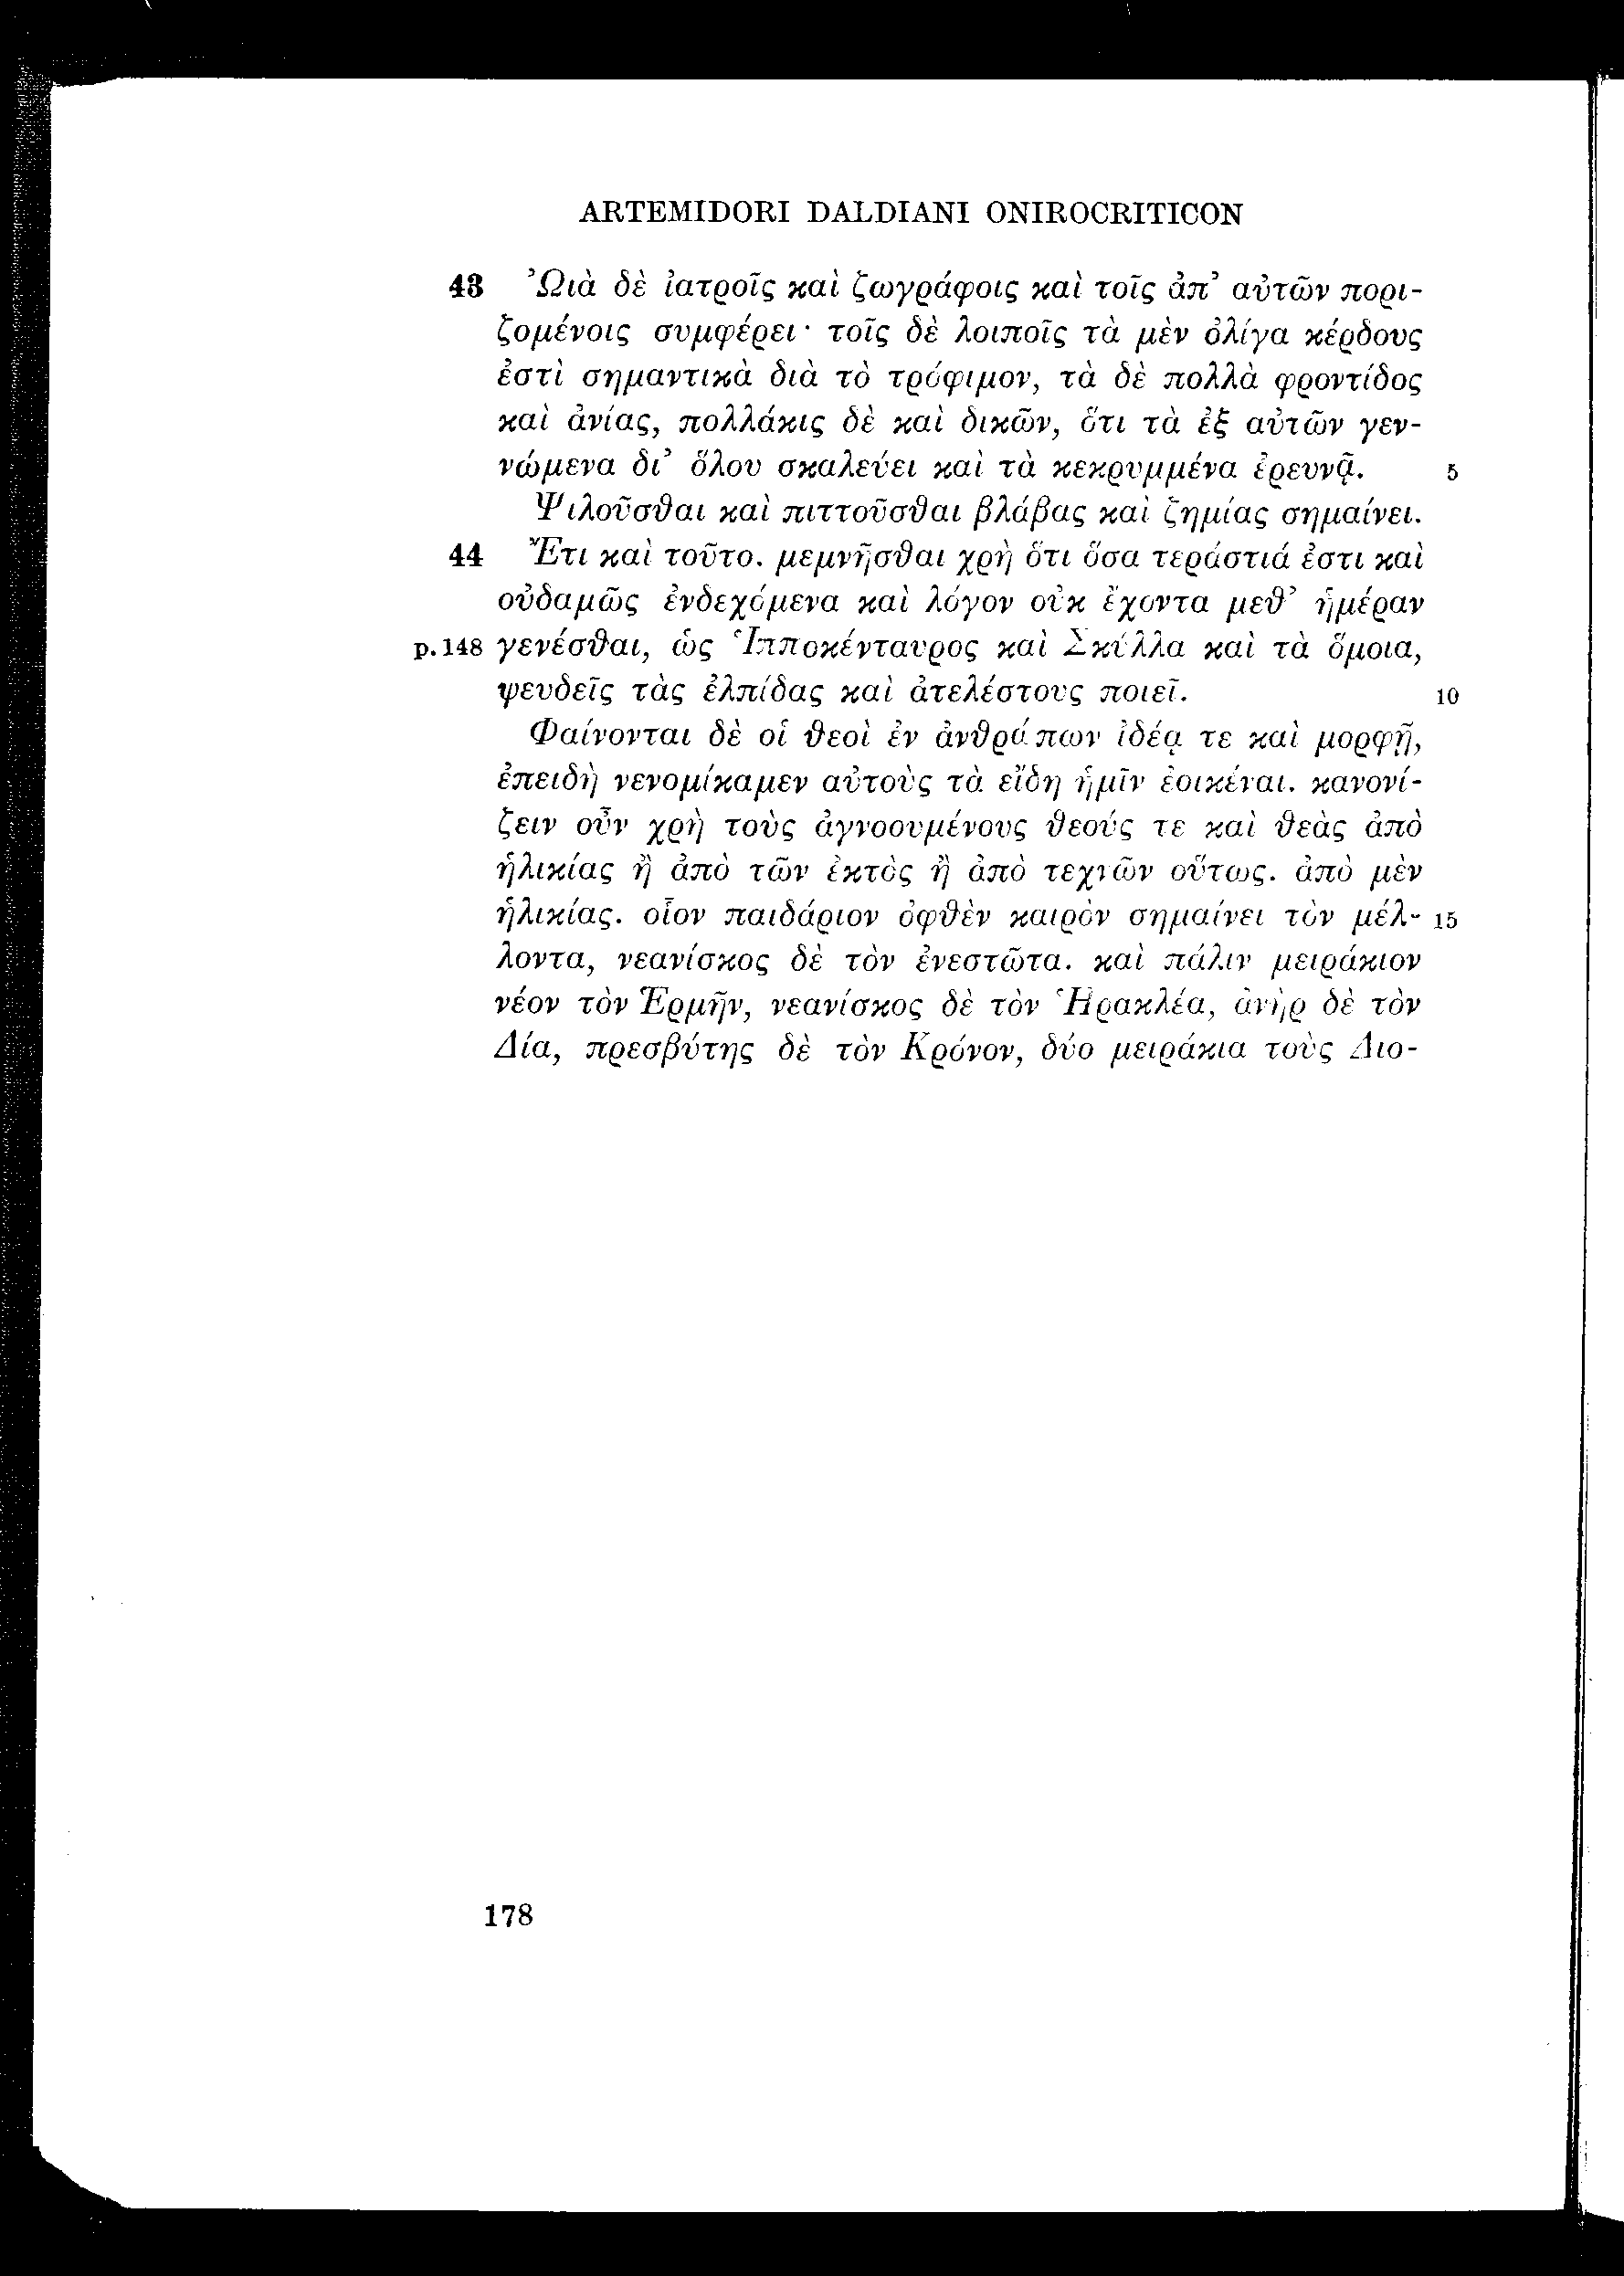 ARTEMIDORI DALDIANI ONIROCRITICON
43 Ὠιὰ δὲ ἰατροῖς καὶ ζωγράφοις καὶ τοῖς ἀπ’ αὐτῶν πορι-
ζομένοις συμφέρει· τοῖς δὲ λοιποῖς τὰ μὲν ὀλίγα κέρδους
ἐστὶ σημαντικὰ διὰ τὸ τρόφιμον, τὰ δὲ πολλὰ φροντίδος
καὶ ἀνίας, πολλάκις δὲ καὶ δικῶν, ὅτι τὰ ἐξ αὐτῶν γεν-
νώμενα δι’ ὅλου σκαλεύει καὶ τὰ κεκρυμμένα ἐρευνᾷ. 5
Ψιλοῦσθαι καὶ πιττοῦσθαι βλάβας καὶ ζημίας σημαίνει.
44 Ἔτι καὶ τοῦτο. μεμνῆσθαι χρὴ ὅτι ὅσα τεράστιά ἐστι καὶ
οὐδαμῶς ἐνδεχόμενα καὶ λόγον οὐκ ἔχοντα μεθ’ ἡμέραν
p.148 γενέσθαι, ὡς Ἱπποκένταυρος καὶ Σκύλλα καὶ τὰ ὅμοια,
ψευδεῖς τὰς ἐλπίδας καὶ ἀτελέστους ποιεῖ. 10
Φαίνονται δὲ οἱ θεοὶ ἐν ἀνθρώπων ἰδέᾳ τε καὶ μορφῇ,
ἐπειδὴ νενομίκαμεν αὐτοὺς τὰ εἴδη ἡμῖν ἐοικέναι. κανονί-
ζειν οὖν χρὴ τοὺς ἀγνοουμένους θεούς τε καὶ θεὰς ἀπὸ
ἡλικίας ἢ ἀπὸ τῶν ἐκτὸς ἢ ἀπὸ τεχνῶν οὕτως. ἀπὸ μὲν
ἡλικίας. οἷον παιδάριον ὀφθὲν καιρὸν σημαίνει τὸν μέλ- 15
λοντα, νεανίσκος δὲ τὸν ἐνεστῶτα. καὶ πάλιν μειράκιον
νέον τὸν Ἑρμῆν, νεανίσκος δὲ τὸν Ἡρακλέα, ἀνὴρ δὲ τὸν
Δία, πρεσβύτης δὲ τὸν Κρόνον, δύο μειράκια τοὺς Διο-
178